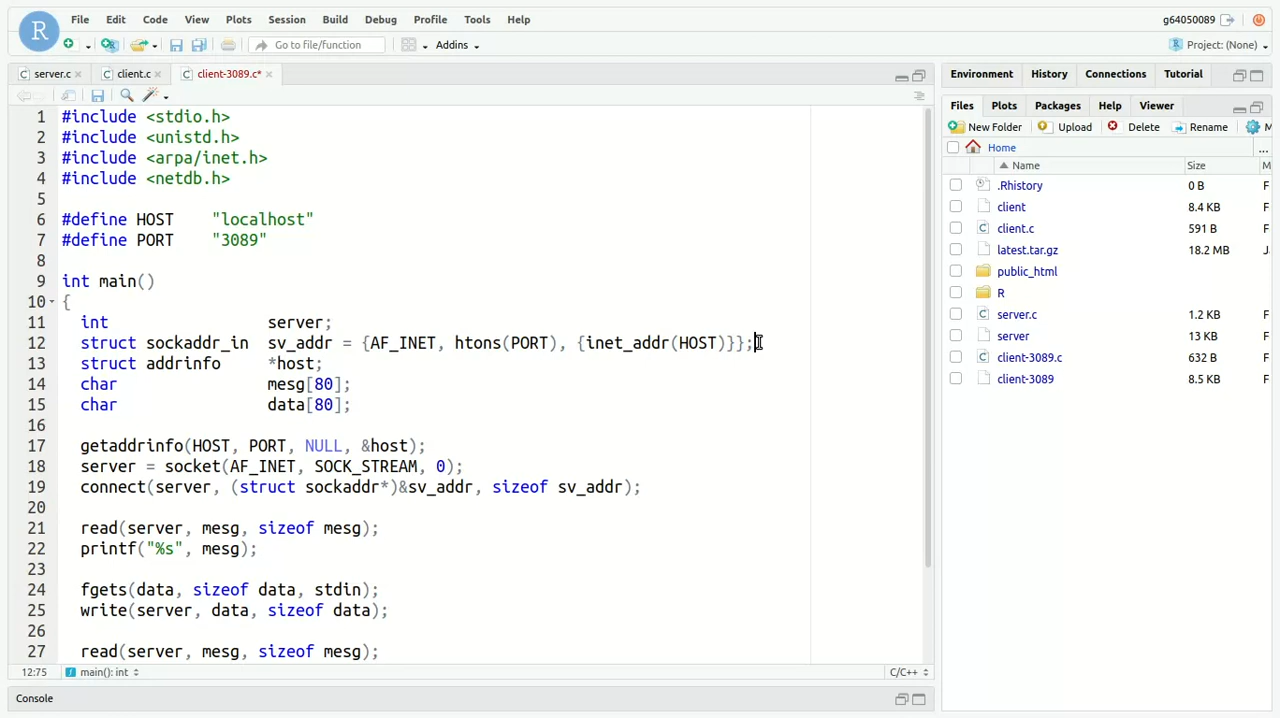 File Edit Code View Plots Session Build Debug Profile Tools Help g64050089
R Go to file/function Addins Project: (None)
server.c client.c client-3089.c*
1 #include <stdio.h>
2 #include <unistd.h>
3 #include <arpa/inet.h>
4 #include <netdb.h>
5
6 #define HOST "localhost"
7 #define PORT "3089"
8
9 int main()
10 {
11 int server;
12 struct sockaddr_in sv_addr = {AF_INET, htons(PORT), {inet_addr(HOST)}};
13 struct addrinfo *host;
14 char mesg[80];
15 char data[80];
16
17 getaddrinfo(HOST, PORT, NULL, &host);
18 server = socket(AF_INET, SOCK_STREAM, 0);
19 connect(server, (struct sockaddr*)&sv_addr, sizeof sv_addr);
20
21 read(server, mesg, sizeof mesg);
22 printf("%s", mesg);
23
24 fgets(data, sizeof data, stdin);
25 write(server, data, sizeof data);
26
27 read(server, mesg, sizeof mesg);
12:75 main(): int C/C++
Console
Environment History Connections Tutorial
Files Plots Packages Help Viewer
New Folder Upload Delete Rename M
Home ...
Name Size M
.Rhistory 0 B F
client 8.4 KB F
client.c 591 B F
latest.tar.gz 18.2 MB J
public_html F
R F
server.c 1.2 KB F
server 13 KB F
client-3089.c 632 B F
client-3089 8.5 KB F